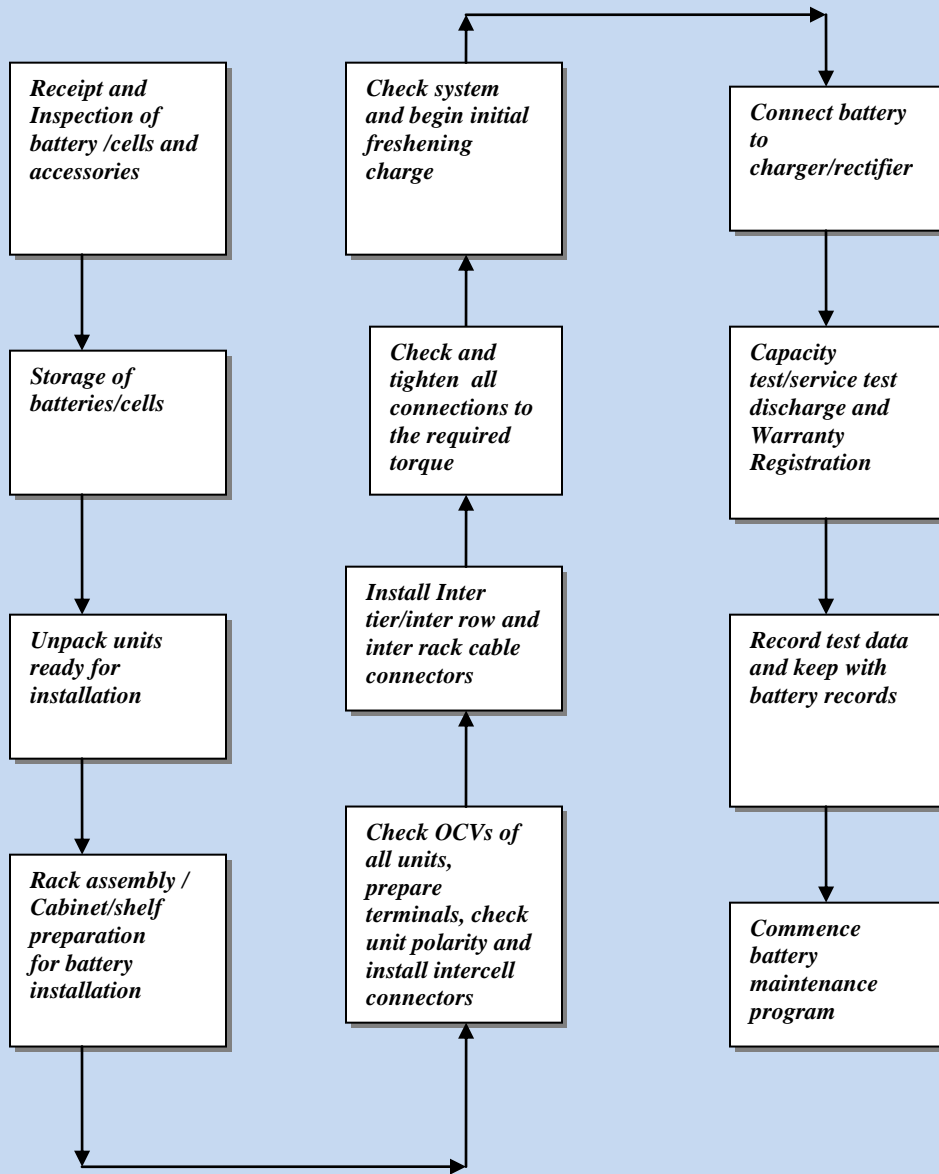 Receipt and
Inspection of
battery /cells and
accessories
Storage of
batteries/cells
Unpack units
ready for
installation
Rack assembly /
Cabinet/shelf
preparation
for battery
installation
Check OCVs of
all units,
prepare
terminals, check
unit polarity and
install intercell
connectors
Install Inter
tier/inter row and
inter rack cable
connectors
Check and
tighten all
connections to
the required
torque
Check system
and begin initial
freshening
charge
Connect battery
to
charger/rectifier
Capacity
test/service test
discharge and
Warranty
Registration
Record test data
and keep with
battery records
Commence
battery
maintenance
program